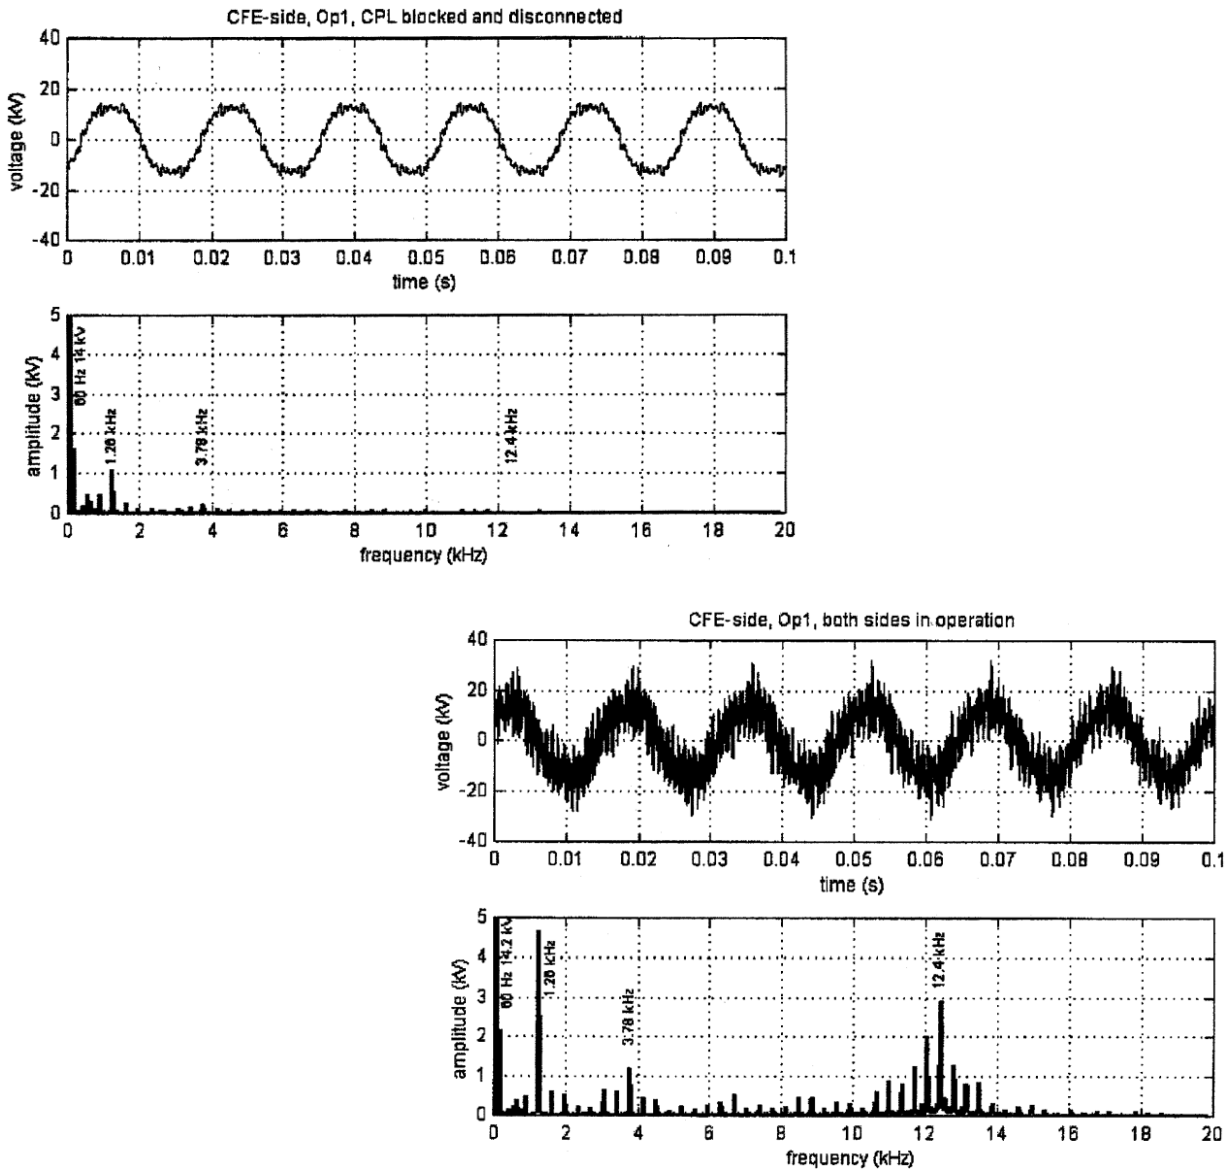 CFE-side, Op1, CPL blocked and disconnected
voltage (kV)
40
20
0
-20
-40
0 0.01 0.02 0.03 0.04 0.05 0.06 0.07 0.08 0.09 0.1
time (s)
amplitude (kV)
5
4
3
2
1
0
60 Hz 14 kV
1.26 kHz
3.78 kHz
12.4 kHz
0 2 4 6 8 10 12 14 16 18 20
frequency (kHz)
CFE-side, Op1, both sides in operation
voltage (kV)
40
20
0
-20
-40
0 0.01 0.02 0.03 0.04 0.05 0.06 0.07 0.08 0.09 0.1
time (s)
amplitude (kV)
5
4
3
2
1
0
60 Hz 14.2 kV
1.26 kHz
3.78 kHz
12.4 kHz
0 2 4 6 8 10 12 14 16 18 20
frequency (kHz)